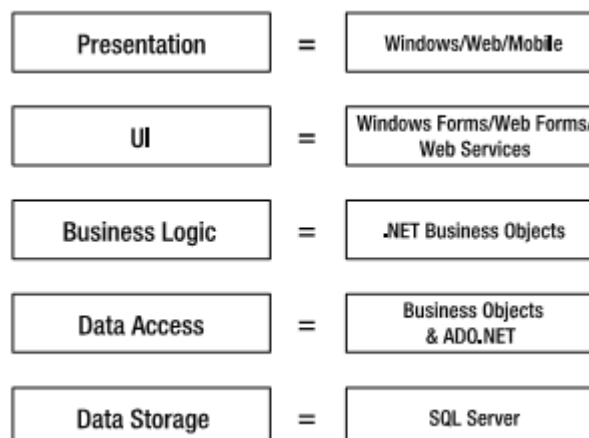 Presentation = Windows/Web/Mobile
UI = Windows Forms/Web Forms/
Web Services
Business Logic = .NET Business Objects
Data Access = Business Objects
& ADO.NET
Data Storage = SQL Server